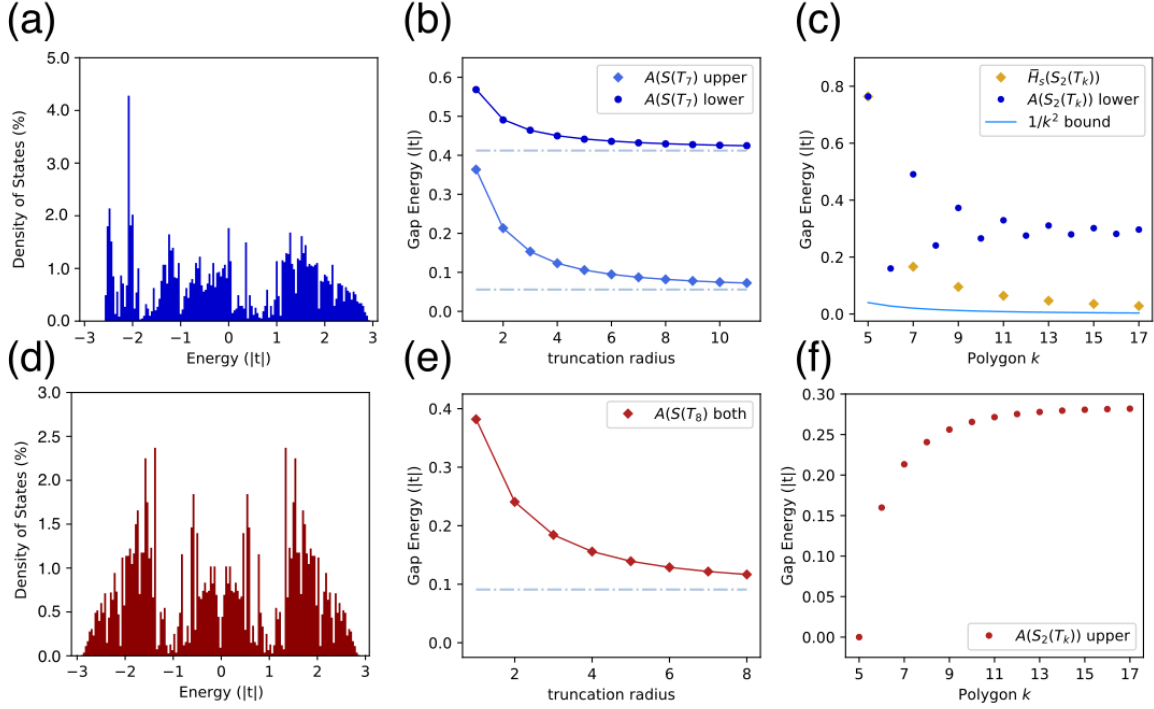 (a)
5.0
4.0
3.0
2.0
1.0
0.0
Density of States (%)
−3 −2 −1 0 1 2 3
Energy (|t|)
(b)
A(S(T₇) upper
A(S(T₇) lower
0.6
0.5
0.4
0.3
0.2
0.1
0.0
Gap Energy (|t|)
2 4 6 8 10
truncation radius
(c)
H̄ₛ(S₂(Tₖ))
A(S₂(Tₖ)) lower
1/k² bound
0.8
0.6
0.4
0.2
0.0
Gap Energy (|t|)
5 7 9 11 13 15 17
Polygon k
(d)
3.0
2.5
2.0
1.5
1.0
0.5
0.0
Density of States (%)
−3 −2 −1 0 1 2 3
Energy (|t|)
(e)
A(S(T₈) both
0.4
0.3
0.2
0.1
0.0
Gap Energy (|t|)
2 4 6 8
truncation radius
(f)
0.30
0.25
0.20
0.15
0.10
0.05
0.00
Gap Energy (|t|)
A(S₂(Tₖ)) upper
5 7 9 11 13 15 17
Polygon k